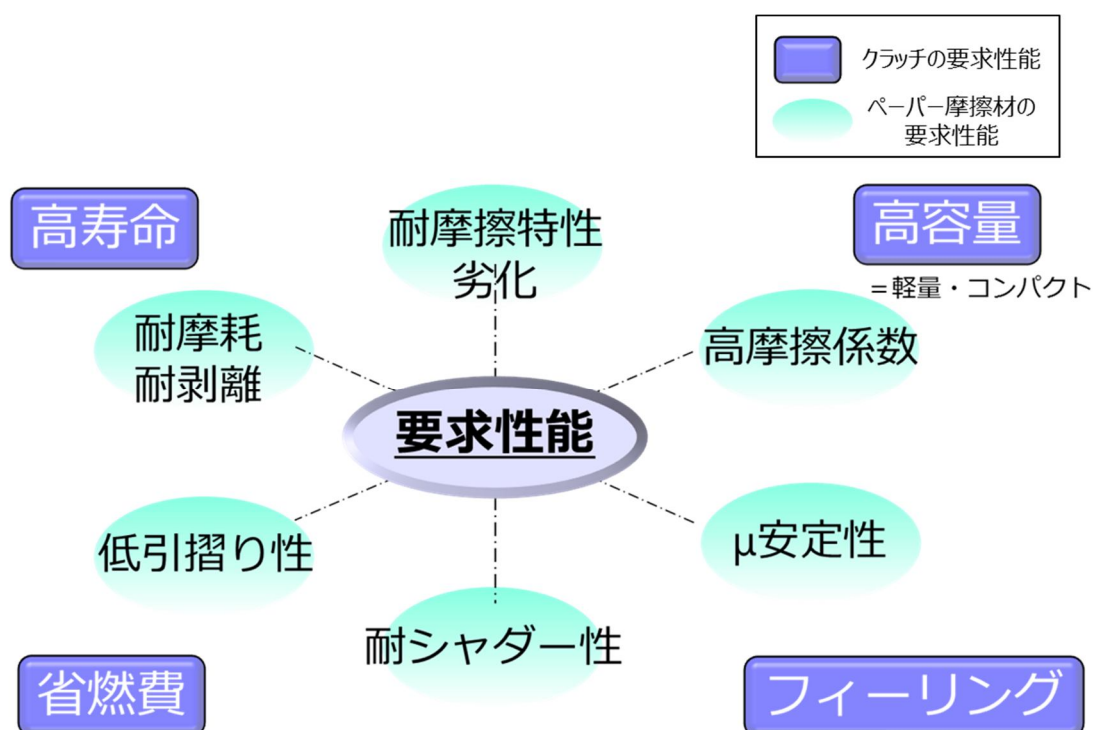 クラッチの要求性能
ペーパー摩擦材の
要求性能
高寿命
耐摩擦特性
劣化
高容量
＝軽量・コンパクト
耐摩耗
耐剥離
高摩擦係数
要求性能
低引摺り性
μ安定性
耐シャダー性
省燃費
フィーリング